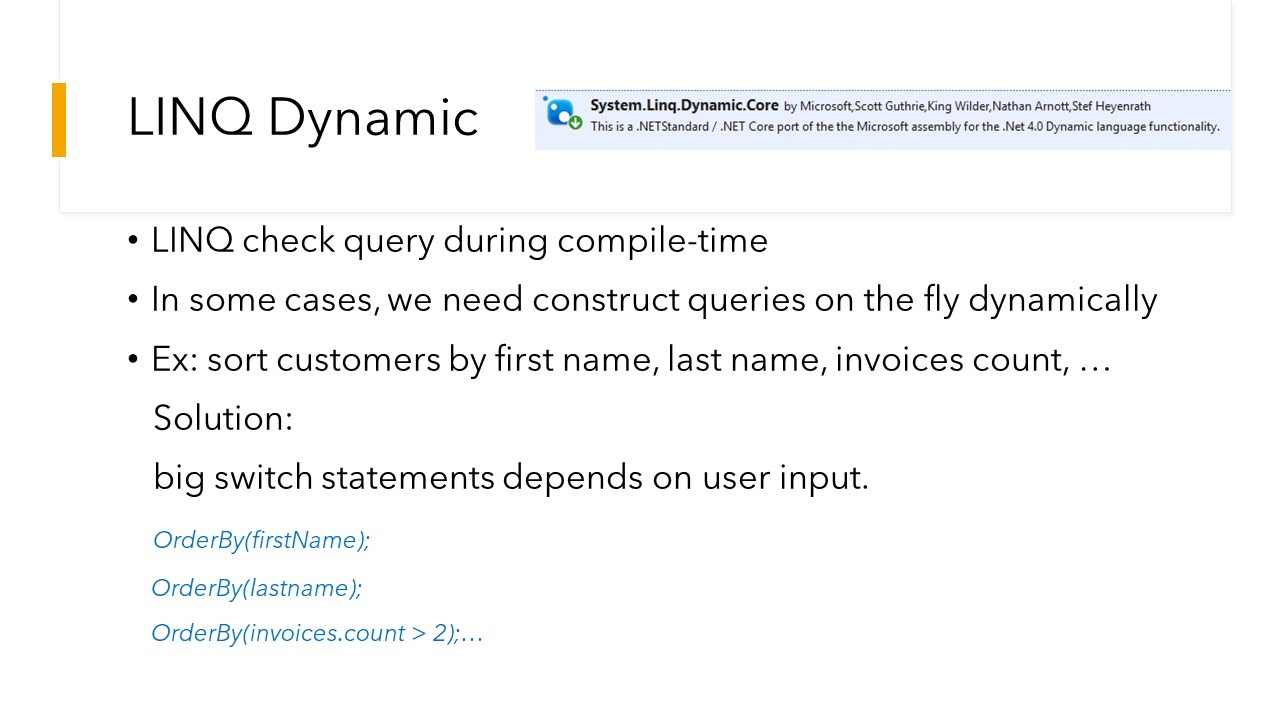 LINQ Dynamic
System.Linq.Dynamic.Core by Microsoft,Scott Guthrie,King Wilder,Nathan Arnott,Stef Heyenrath
This is a .NETStandard / .NET Core port of the the Microsoft assembly for the .Net 4.0 Dynamic language functionality.
• LINQ check query during compile-time
• In some cases, we need construct queries on the fly dynamically
• Ex: sort customers by first name, last name, invoices count, …
Solution:
big switch statements depends on user input.
OrderBy(firstName);
OrderBy(lastname);
OrderBy(invoices.count > 2);…